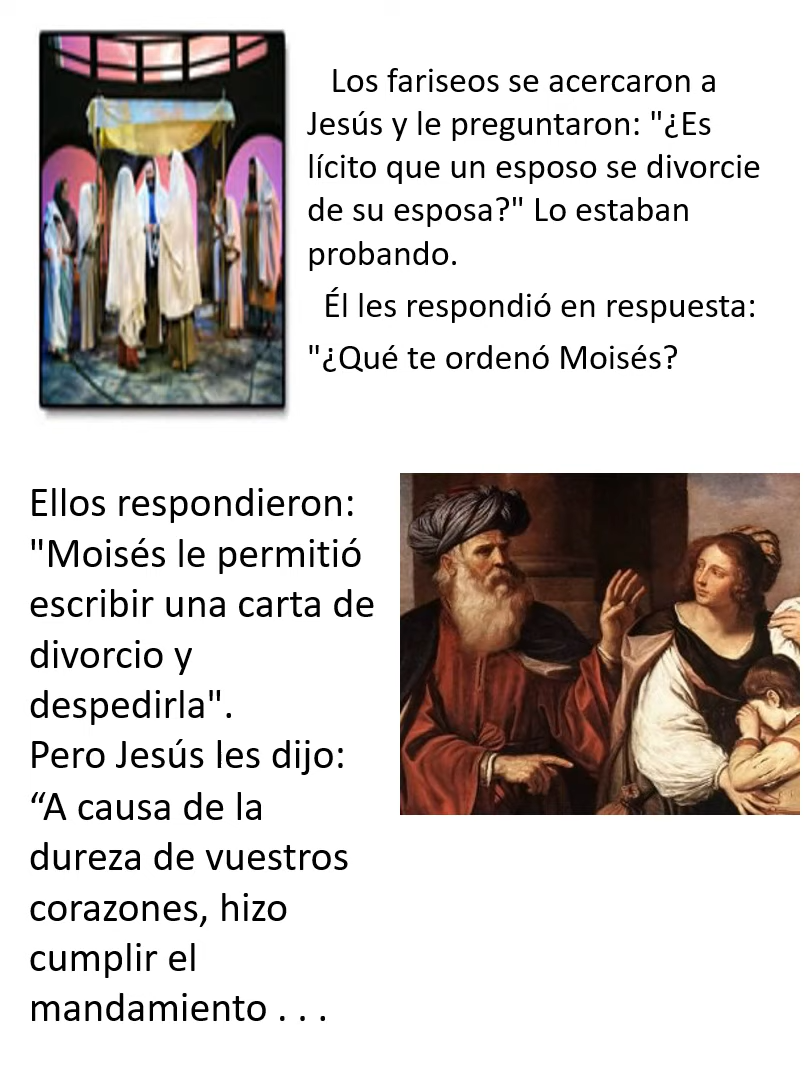 Los fariseos se acercaron a
Jesús y le preguntaron: "¿Es
lícito que un esposo se divorcie
de su esposa?" Lo estaban
probando.
Él les respondió en respuesta:
"¿Qué te ordenó Moisés?
Ellos respondieron:
"Moisés le permitió
escribir una carta de
divorcio y
despedirla".
Pero Jesús les dijo:
“A causa de la
dureza de vuestros
corazones, hizo
cumplir el
mandamiento . . .